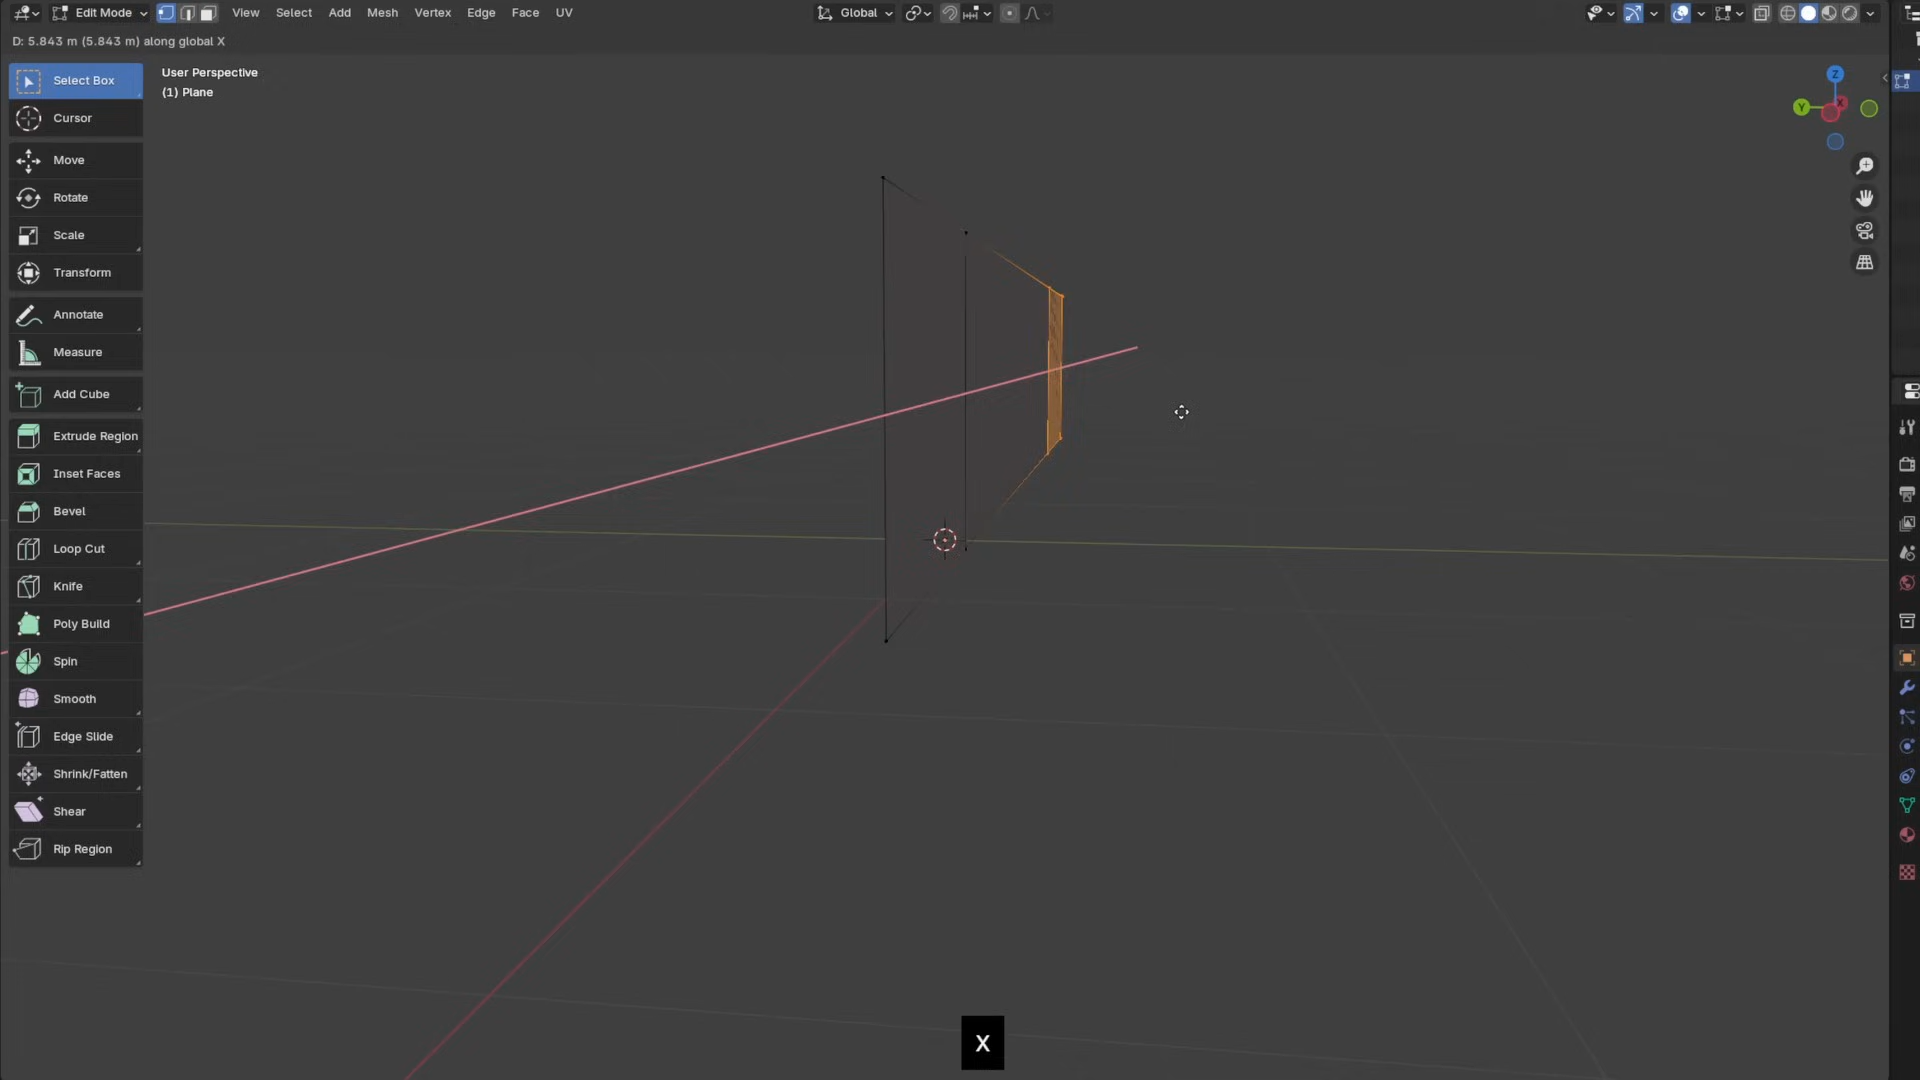 Edit Mode View Select Add Mesh Vertex Edge Face UV Global
D: 5.843 m (5.843 m) along global X
User Perspective
(1) Plane
Select Box
Cursor
Move
Rotate
Scale
Transform
Annotate
Measure
Add Cube
Extrude Region
Inset Faces
Bevel
Loop Cut
Knife
Poly Build
Spin
Smooth
Edge Slide
Shrink/Fatten
Shear
Rip Region
Z
Y
X
X